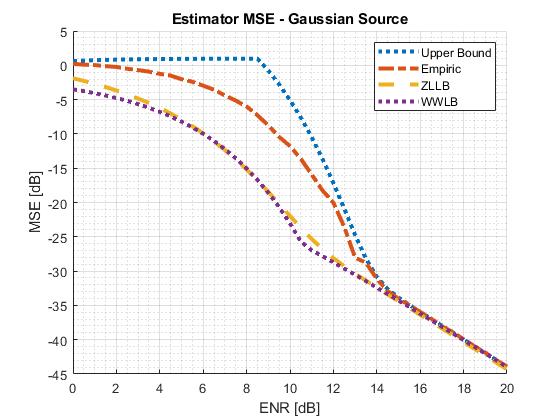 Estimator MSE - Gaussian Source
5
0
-5
-10
-15
-20
-25
-30
-35
-40
-45
MSE [dB]
Upper Bound
Empiric
ZLLB
WWLB
0 2 4 6 8 10 12 14 16 18 20
ENR [dB]